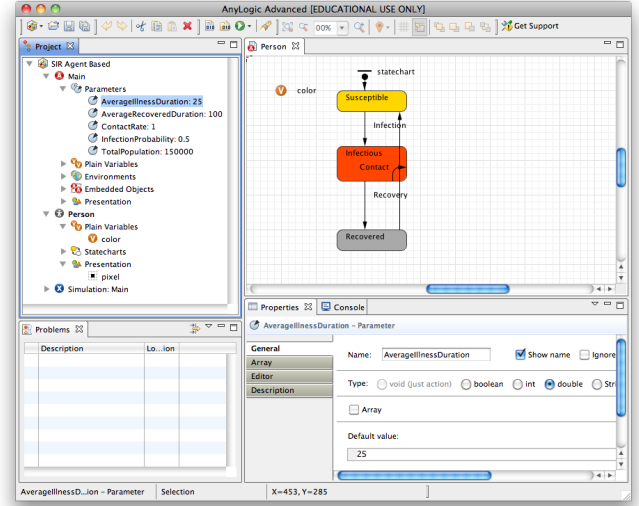 AnyLogic Advanced [EDUCATIONAL USE ONLY]
00%
Get Support
Project
SIR Agent Based
Main
Parameters
AverageIllnessDuration: 25
AverageRecoveredDuration: 100
ContactRate: 1
InfectionProbability: 0.5
TotalPopulation: 150000
Plain Variables
Environments
Embedded Objects
Presentation
Person
Plain Variables
color
Statecharts
Presentation
pixel
Simulation: Main
Person
statechart
color
Susceptible
Infection
Infectious
Contact
Recovery
Recovered
Problems
Description Lo...ion
Properties Console
AverageIllnessDuration - Parameter
General
Array
Editor
Description
Name: AverageIllnessDuration Show name Ignore
Type: void (just action) boolean int double Stri
Array
Default value:
25
AverageIllnessD...ion - Parameter Selection X=453, Y=285